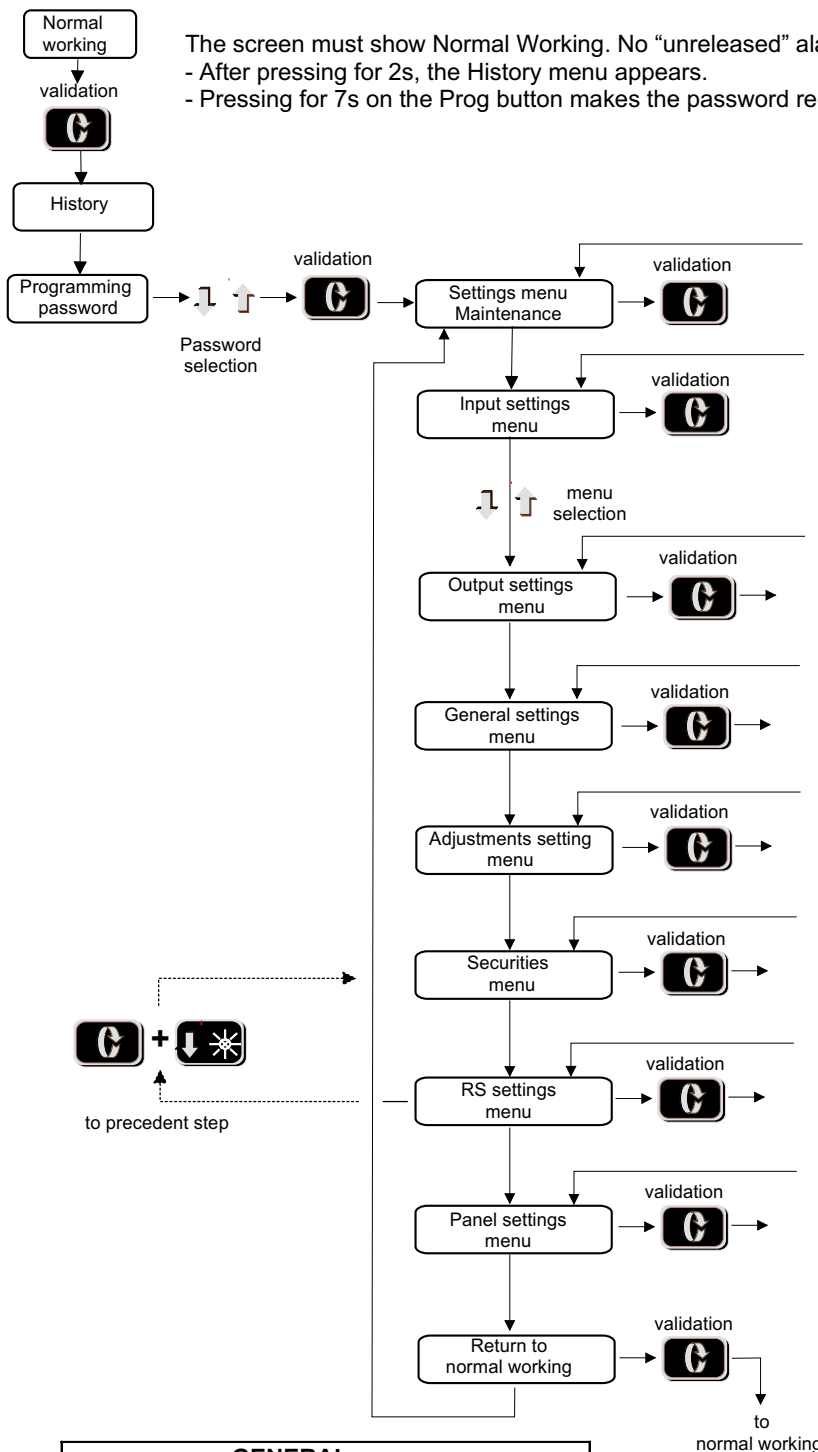 Normal
working
The screen must show Normal Working. No “unreleased”
- After pressing for 2s, the History menu appears.
- Pressing for 7s on the Prog button makes the password
validation
History
Programming
password
Password
selection
validation
Settings menu
Maintenance
validation
Input settings
menu
validation
menu
selection
Output settings
menu
validation
General settings
menu
validation
Adjustments setting
menu
validation
Securities
menu
validation
+
to precedent step
RS settings
menu
validation
Panel settings
menu
validation
Return to
normal working
validation
to
normal working
GENERAL